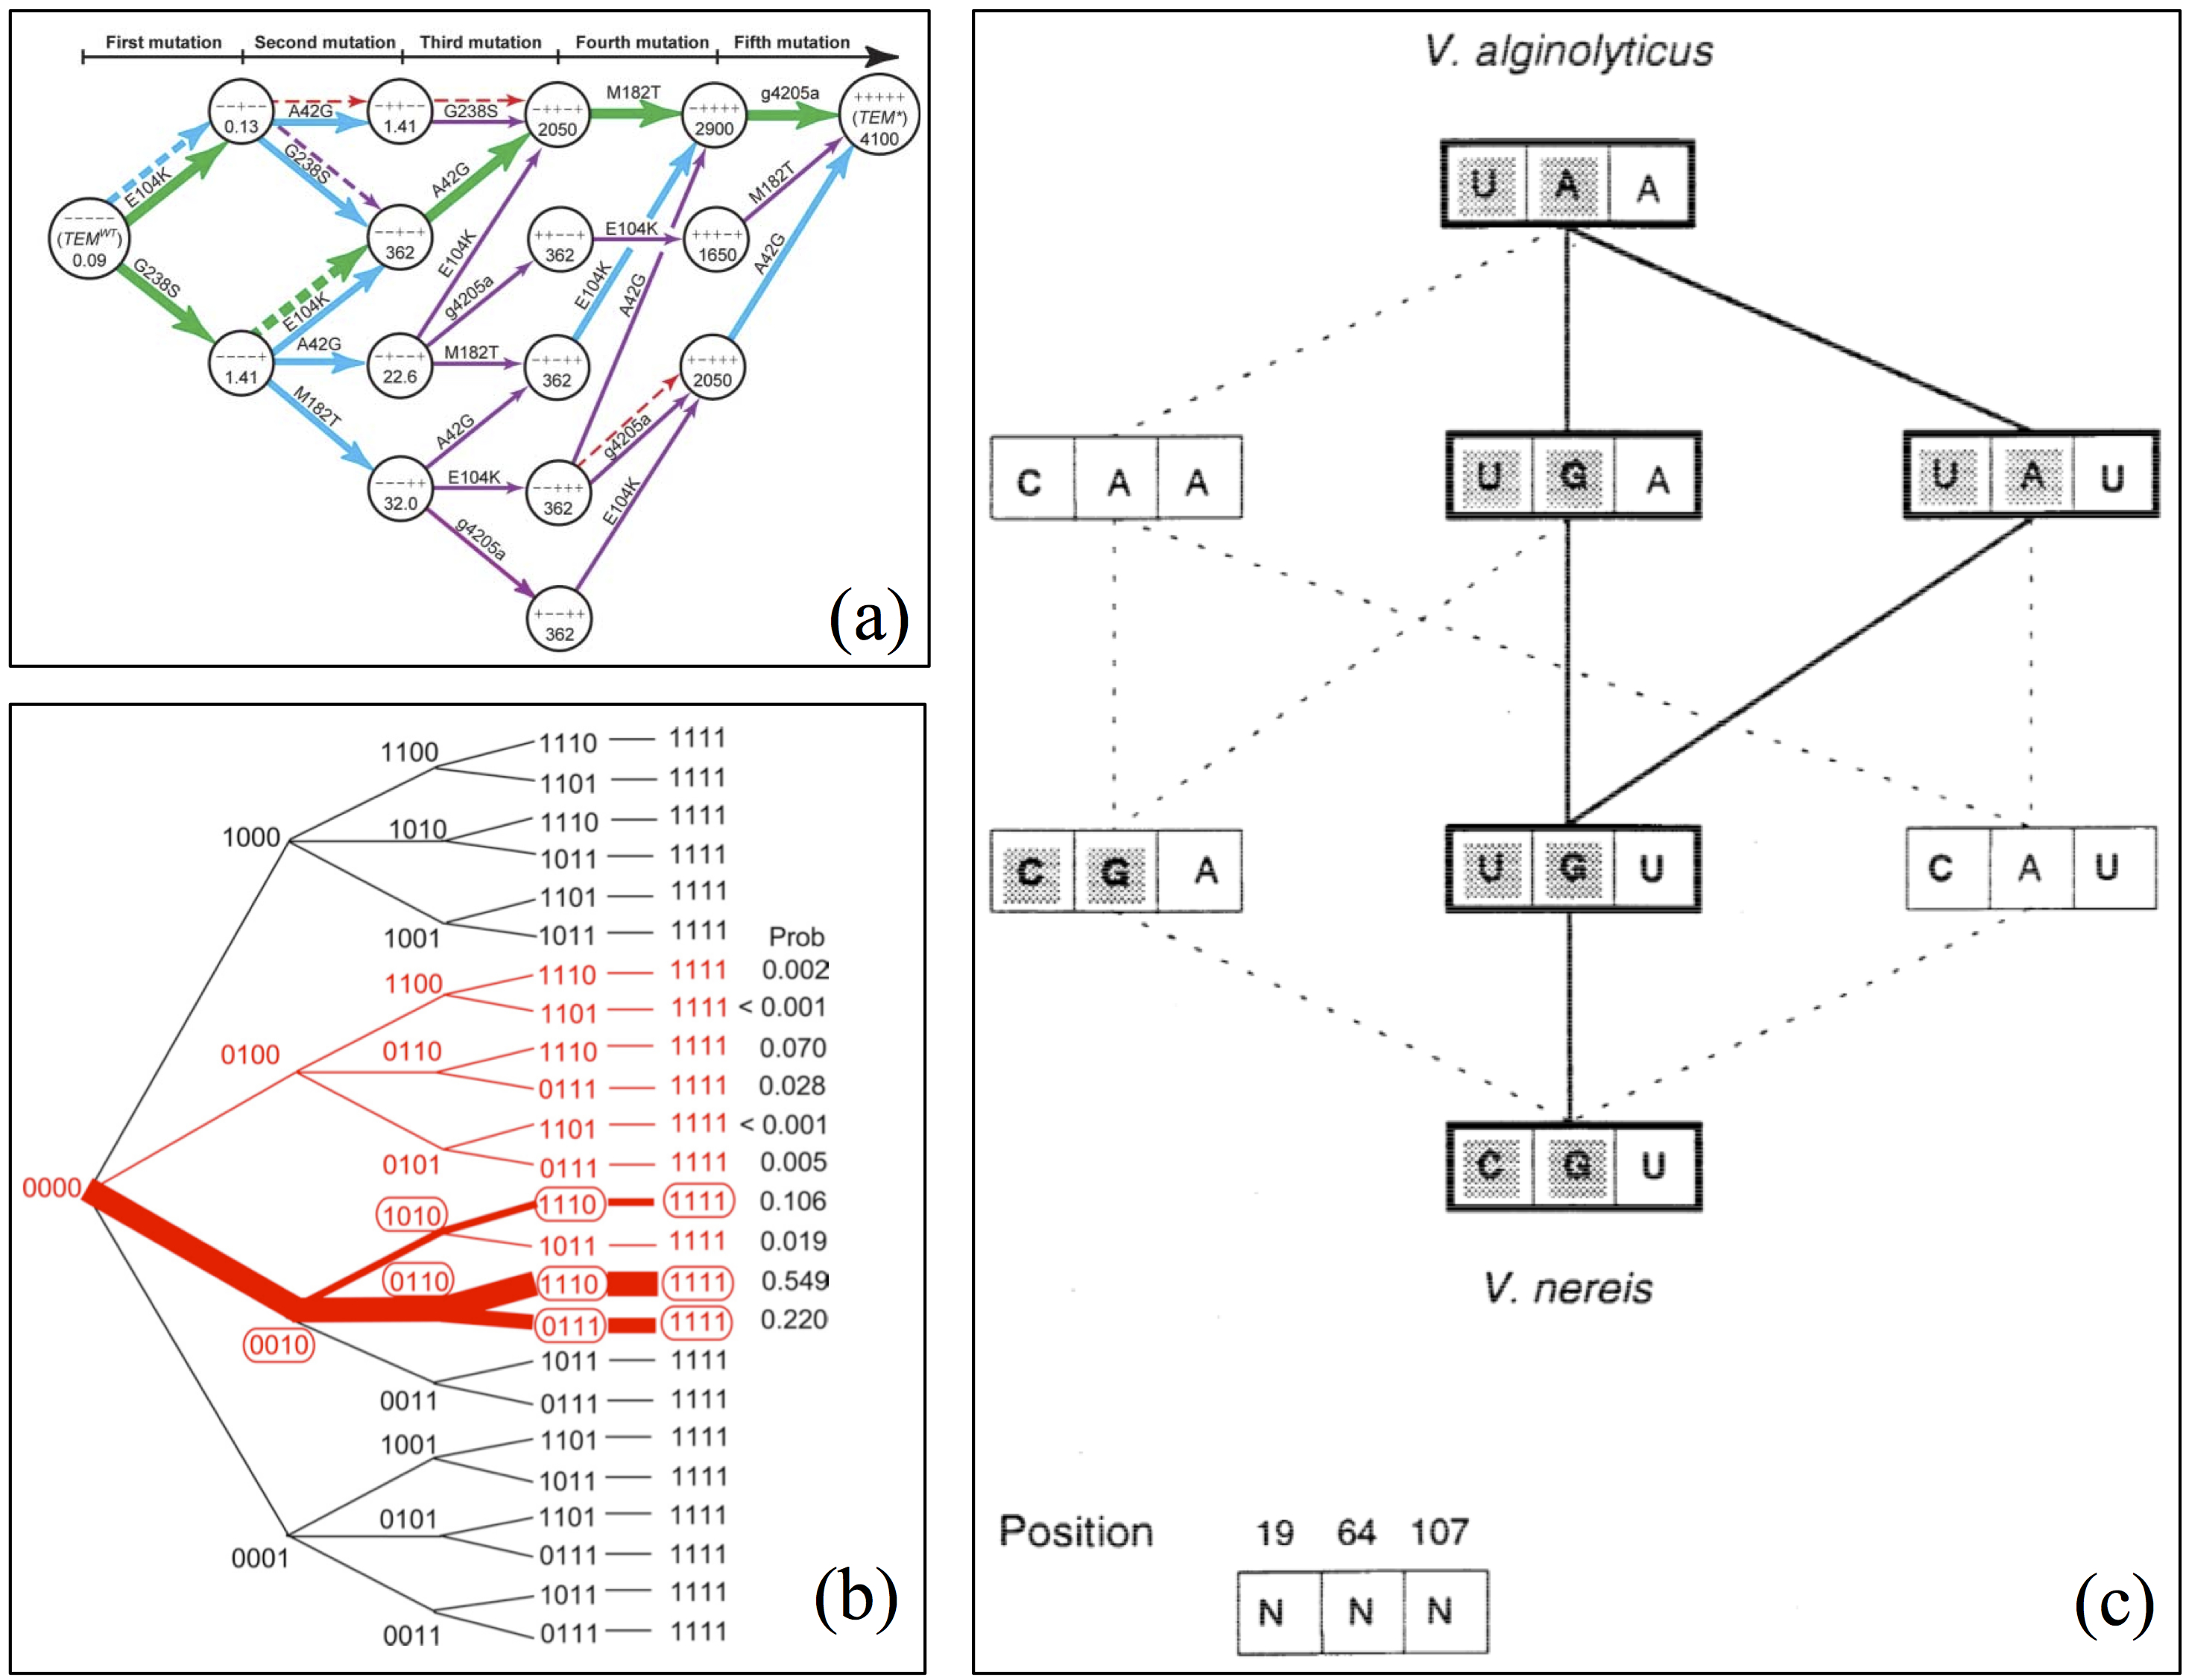 First mutation Second mutation Third mutation Fourth mutation Fifth mutation
−−+−−
0.13
A42G
−++−−
1.41
G238S
−++−+
2050
M182T
−++++
2900
g4205a
+++++
(TEM*)
4100
E104K
G238S
A42G
−−−−−
(TEMWT)
0.09
−−+−+
362
E104K
++−−+
362
E104K
+++−+
1650
M182T
G238S
E104K
g4205a
E104K
A42G
A42G
−−−−+
1.41
A42G
−+−−+
22.6
M182T
−+−++
362
+−+++
2050
M182T
A42G
g4205a
−−−++
32.0
E104K
−−+++
362
E104K
g4205a
+−−++
362
(a)
1100 1110 1111
1101 1111
1000 1010 1110 1111
1011 1111
1101 1111
1001 1011 1111
Prob
1100 1110 1111 0.002
1101 1111 < 0.001
0100 0110 1110 1111 0.070
0111 1111 0.028
1101 1111 < 0.001
0101 0111 1111 0.005
0000
1010 1110 1111 0.106
1011 1111 0.019
0110 1110 1111 0.549
0010 0111 1111 0.220
1011 1111
0011 0111 1111
1001 1101 1111
1011 1111
0101 1101 1111
0001 0111 1111
1011 1111
0011 0111 1111
(b)
V. alginolyticus
U A A
C A A U G A U A U
C G A U G U C A U
C G U
V. nereis
Position 19 64 107
N N N
(c)